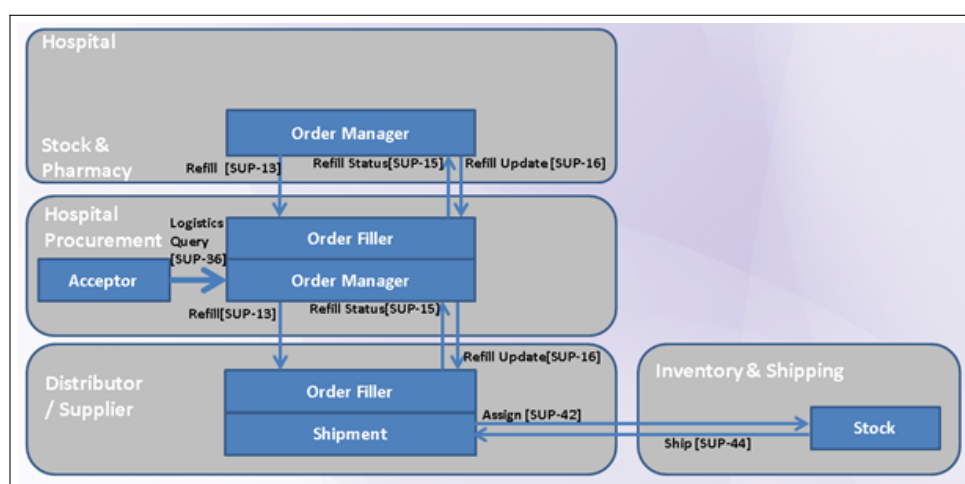 Hospital
Order Manager
Stock &
Pharmacy
Refill [SUP-13]
Refill Status[SUP-15]
Refill Update [SUP-16]
Hospital
Procurement
Logistics
Query
[SUP-36]
Order Filler
Acceptor
Order Manager
Refill[SUP-13]
Refill Status[SUP-15]
Refill Update[SUP-16]
Distributor
/ Supplier
Order Filler
Shipment
Inventory & Shipping
Assign [SUP-42]
Stock
Ship [SUP-44]